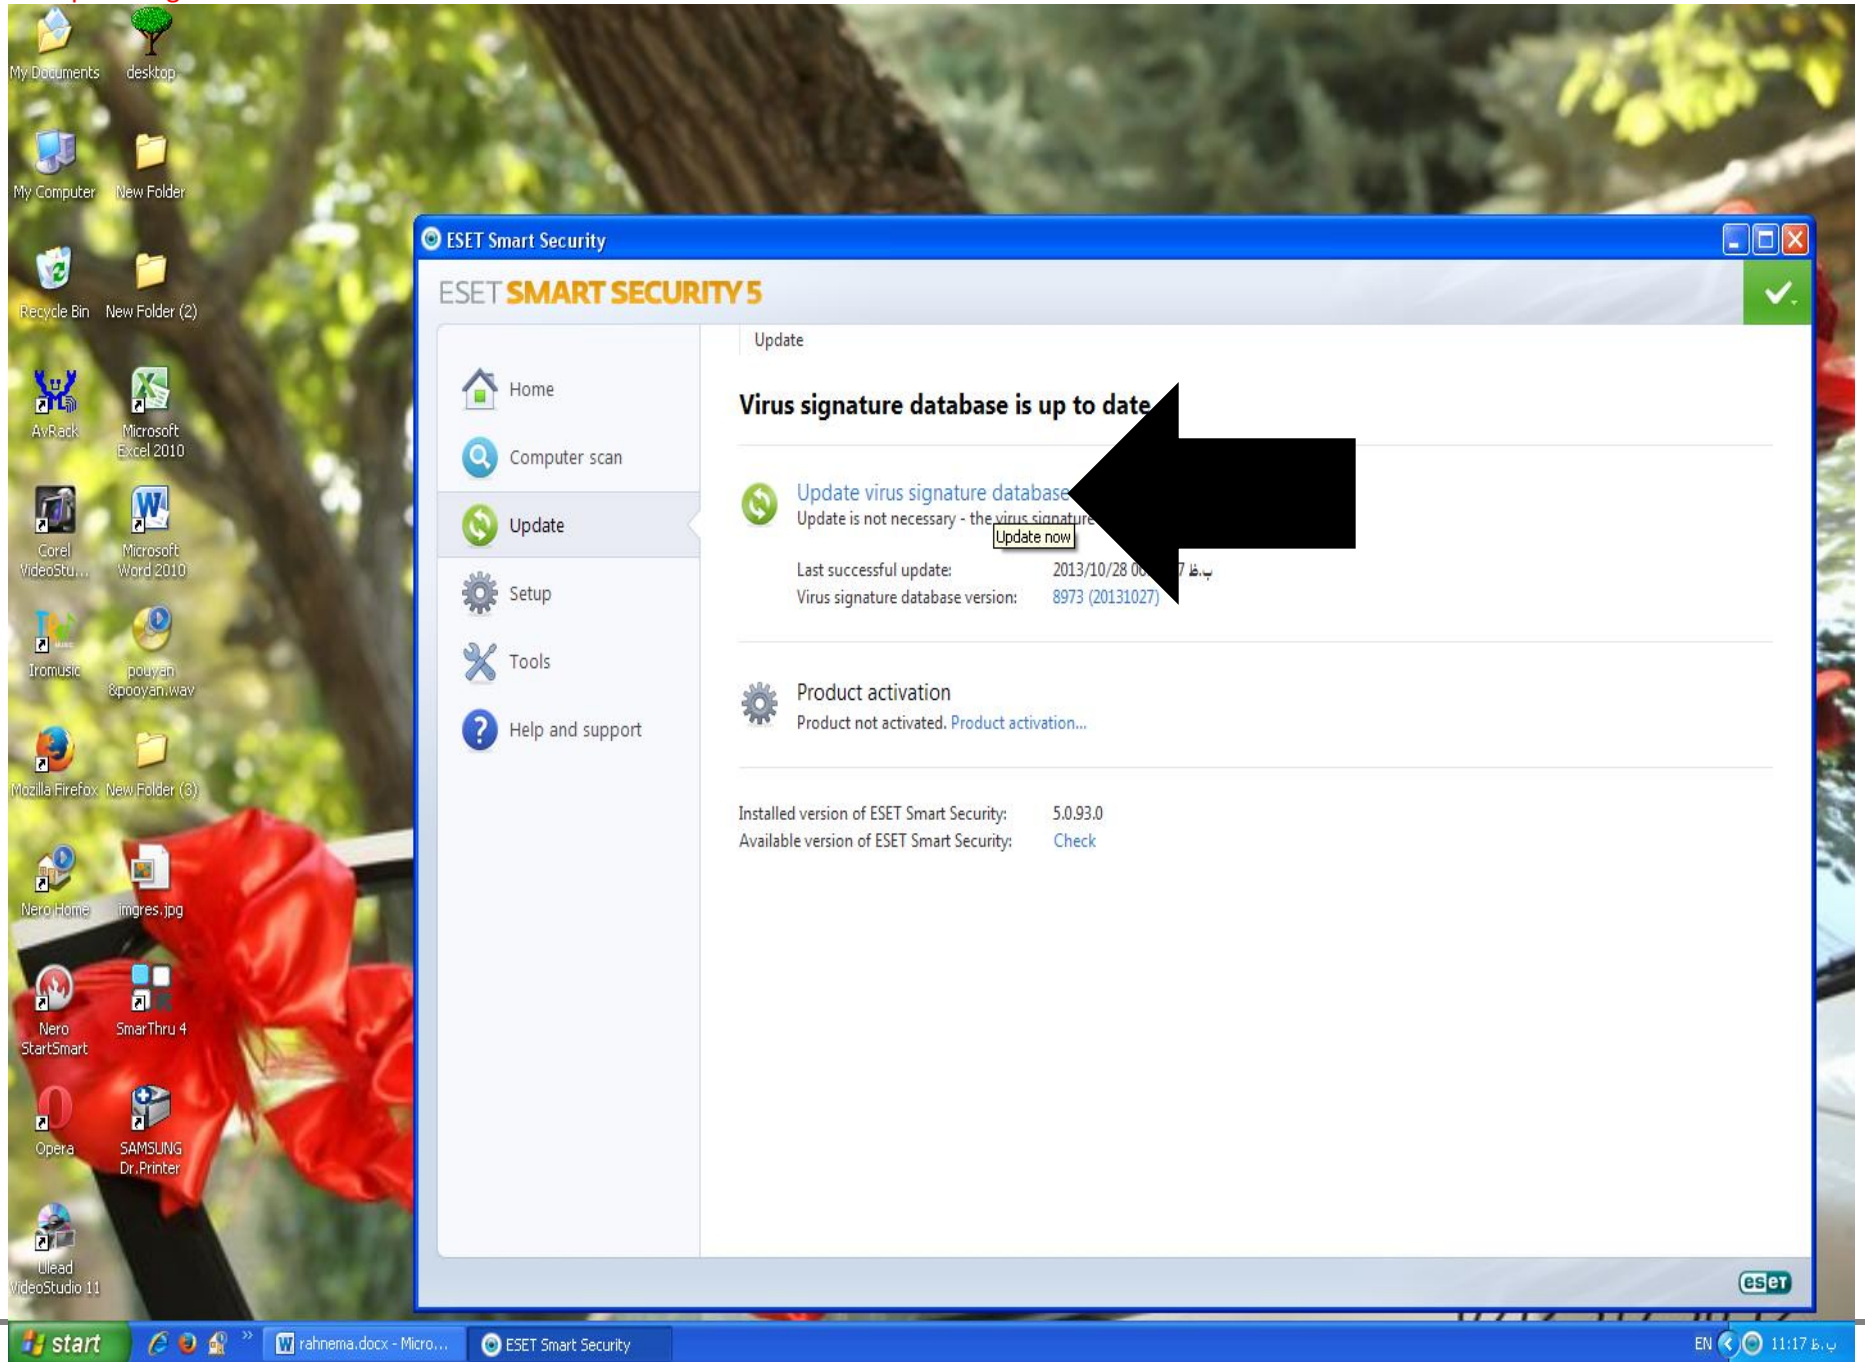 My Documents
desktop
My Computer
New Folder
Recycle Bin
New Folder (2)
AvRack
Microsoft
Excel 2010
Corel
VideoStu...
Microsoft
Word 2010
Iromusic
pouyan
&pooyan.wav
Mozilla Firefox
New Folder (3)
Nero Home
imgres.jpg
Nero
StartSmart
SmarThru 4
Opera
SAMSUNG
Dr.Printer
Ulead
VideoStudio 11
ESET Smart Security
ESET SMART SECURITY 5
Home
Computer scan
Update
Setup
Tools
Help and support
Update
Virus signature database is up to date
Update virus signature database
Update is not necessary - the virus signature
Update now
Last successful update: 2013/10/28 ب.ظ
Virus signature database version: 8973 (20131027)
Product activation
Product not activated. Product activation...
Installed version of ESET Smart Security: 5.0.93.0
Available version of ESET Smart Security: Check
eseT
start
rahnema.docx - Micro...
ESET Smart Security
EN
11:17 ب.ظ